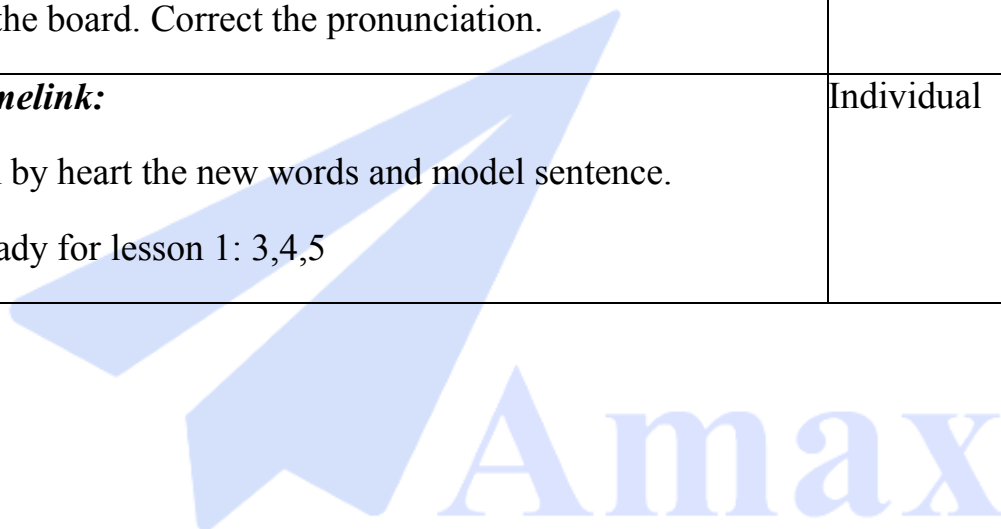 the board. Correct the pronunciation.
melink: Individual
by heart the new words and model sentence.
ady for lesson 1: 3,4,5
Amax